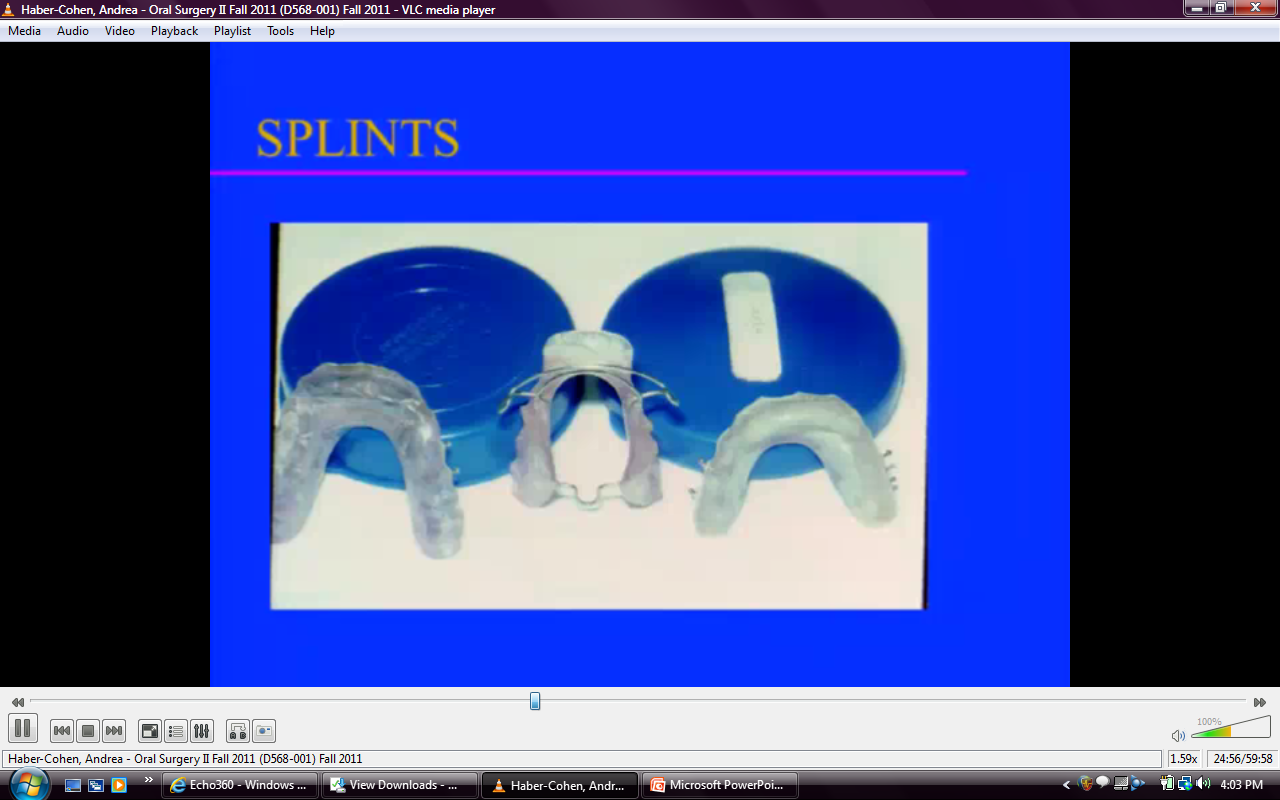 Haber-Cohen, Andrea - Oral Surgery II Fall 2011 (D568-001) Fall 2011 - VLC media player
Media Audio Video Playback Playlist Tools Help
SPLINTS
100%
Haber-Cohen, Andrea - Oral Surgery II Fall 2011 (D568-001) Fall 2011
1.59x 24:56/59:58
Echo360 - Windows ... View Downloads - ... Haber-Cohen, Andr... Microsoft PowerPoi... 4:03 PM